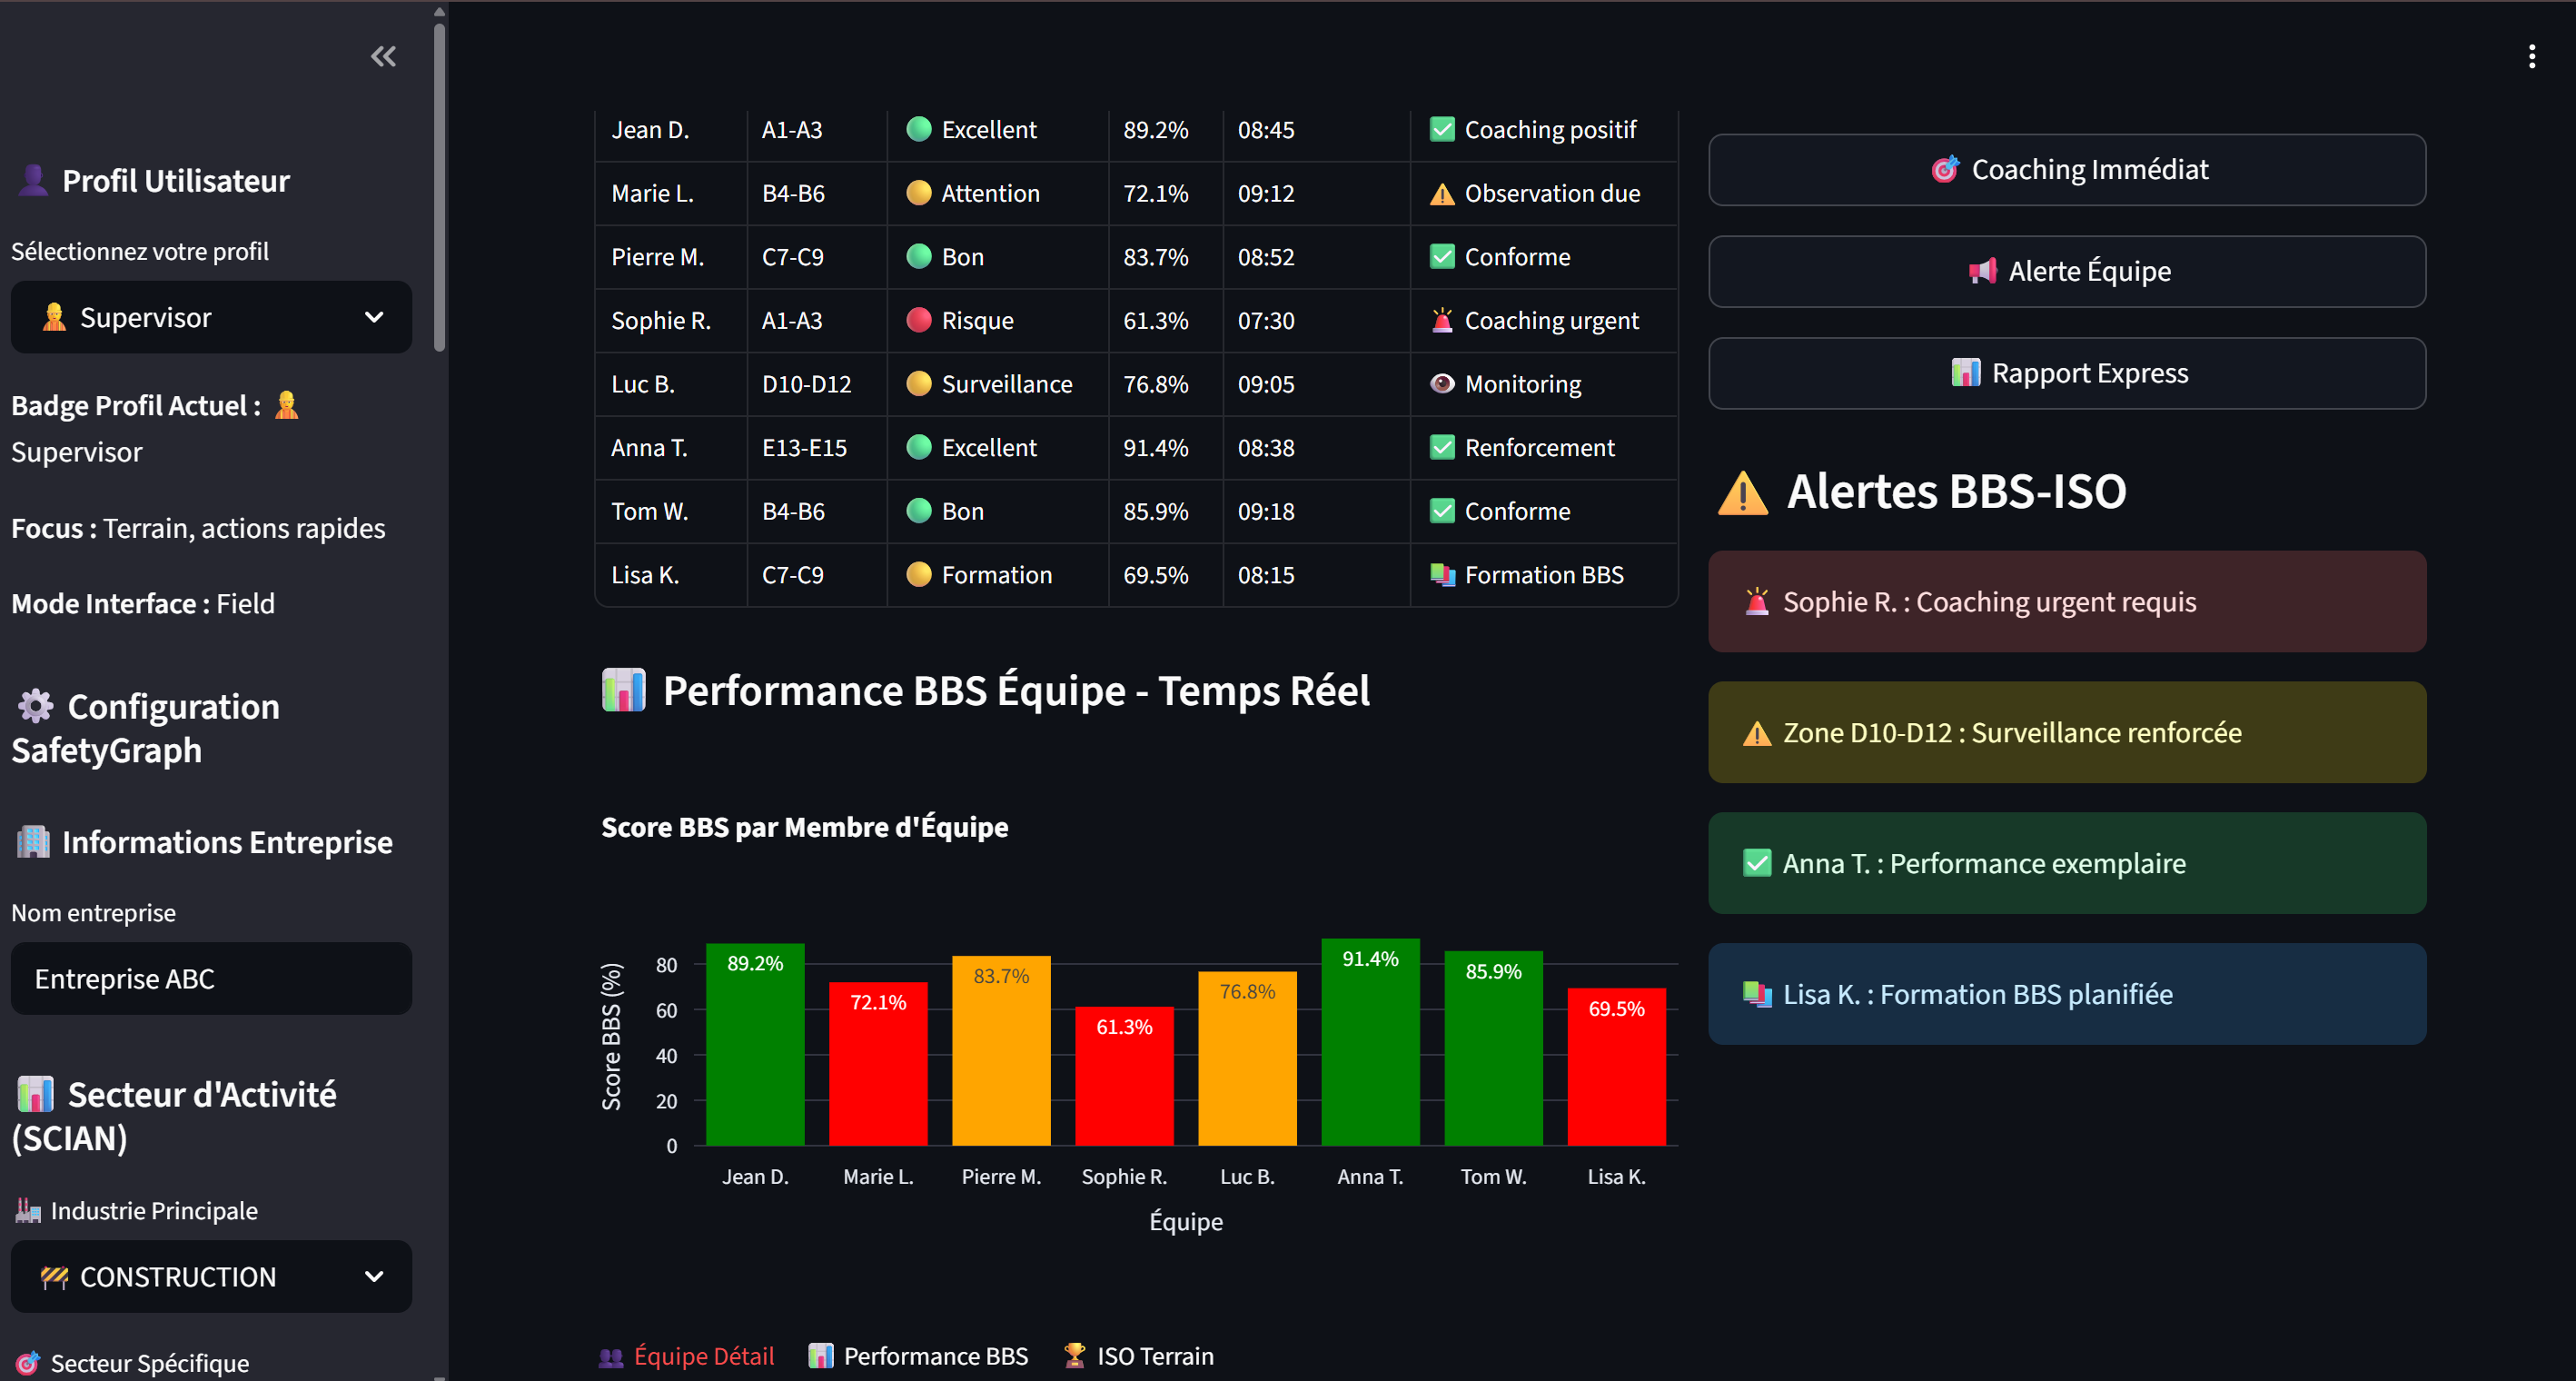 Profil Utilisateur
Sélectionnez votre profil
Supervisor
Badge Profil Actuel :
Supervisor
Focus : Terrain, actions rapides
Mode Interface : Field
Configuration
SafetyGraph
Informations Entreprise
Nom entreprise
Entreprise ABC
Secteur d'Activité
(SCIAN)
Industrie Principale
CONSTRUCTION
Secteur Spécifique
Jean D. A1-A3 Excellent 89.2% 08:45 Coaching positif
Marie L. B4-B6 Attention 72.1% 09:12 Observation due
Pierre M. C7-C9 Bon 83.7% 08:52 Conforme
Sophie R. A1-A3 Risque 61.3% 07:30 Coaching urgent
Luc B. D10-D12 Surveillance 76.8% 09:05 Monitoring
Anna T. E13-E15 Excellent 91.4% 08:38 Renforcement
Tom W. B4-B6 Bon 85.9% 09:18 Conforme
Lisa K. C7-C9 Formation 69.5% 08:15 Formation BBS
Performance BBS Équipe - Temps Réel
Score BBS par Membre d'Équipe
Score BBS (%)
80
60
40
20
0
89.2% 72.1% 83.7% 61.3% 76.8% 91.4% 85.9% 69.5%
Jean D. Marie L. Pierre M. Sophie R. Luc B. Anna T. Tom W. Lisa K.
Équipe
Équipe Détail Performance BBS ISO Terrain
Coaching Immédiat
Alerte Équipe
Rapport Express
Alertes BBS-ISO
Sophie R. : Coaching urgent requis
Zone D10-D12 : Surveillance renforcée
Anna T. : Performance exemplaire
Lisa K. : Formation BBS planifiée